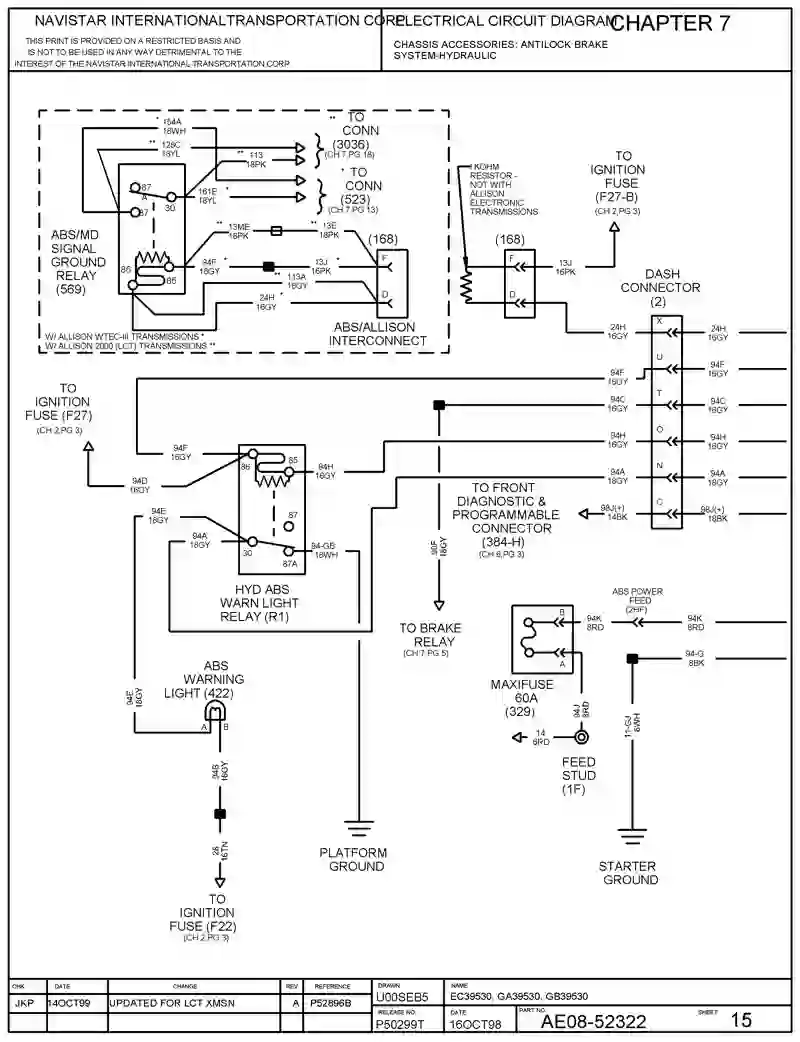 NAVISTAR INTERNATIONALTRANSPORTATION CORP.
THIS PRINT IS PROVIDED ON A RESTRICTED BASIS AND
IS NOT TO BE USED IN ANY WAY DETRIMENTAL TO THE
INTEREST OF THE NAVISTAR INTERNATIONAL TRANSPORTATION CORP
ELECTRICAL CIRCUIT DIAGRAM
CHAPTER 7
CHASSIS ACCESSORIES: ANTILOCK BRAKE
SYSTEM-HYDRAULIC
* 164A
18WH
** 128C
18YL
** 113
18PK
** TO
CONN
(3036)
(CH 7,PG 18)
* TO
CONN
(523)
(CH 7 PG 13)
87
A
87
30
161E *
18YL
ABS/MD
SIGNAL
GROUND
RELAY
(569)
86
85
** 13ME
18PK
** 13E
18PK
94F *
18GY
13J *
16PK
** 113A
16GY
24H *
16GY
(168)
F
D
ABS/ALLISON
INTERCONNECT
W/ ALLISON WTEC-III TRANSMISSIONS *
W/ ALLISON 2000 (LCT) TRANSMISSIONS **
1 KOHM
RESISTOR -
NOT WITH
ALLISON
ELECTRONIC
TRANSMISSIONS
(168)
F
D
13J
16PK
TO
IGNITION
FUSE
(F27-B)
(CH 2,PG 3)
DASH
CONNECTOR
(2)
24H
16GY
X
24H
16GY
94F
16GY
U
94F
16GY
94C
16GY
T
94C
16GY
94H
16GY
O
94H
18GY
94A
18GY
N
94A
18GY
98J(+)
14BK
C
98J(+)
18BK
TO
IGNITION
FUSE (F27)
(CH 2,PG 3)
94F
16GY
94D
16GY
94E
18GY
94A
18GY
86
85
87
30
87A
94H
16GY
94-GB
18WH
HYD ABS
WARN LIGHT
RELAY (R1)
TO FRONT
DIAGNOSTIC &
PROGRAMMABLE
CONNECTOR
(384-H)
(CH 6,PG 3)
90F
18GY
TO BRAKE
RELAY
(CH 7 PG 5)
ABS
WARNING
LIGHT (422)
A B
94E
18GY
94B
18GY
28
16TN
TO
IGNITION
FUSE (F22)
(CH 2,PG 3)
PLATFORM
GROUND
B
A
MAXIFUSE
60A
(329)
94K
8RD
ABS POWER
FEED
(2HF)
94K
8RD
94-G
8BK
94J
8RD
14
6RD
FEED
STUD
(1F)
11-GJ
6WH
STARTER
GROUND
CHK DATE CHANGE REV REFERENCE
JKP 14OCT99 UPDATED FOR LCT XMSN A P52896B
DRAWN
U00SEB5
NAME
EC39530, GA39530, GB39530
RELEASE NO.
P50299T
DATE
16OCT98
PART NO.
AE08-52322
SHEET
15